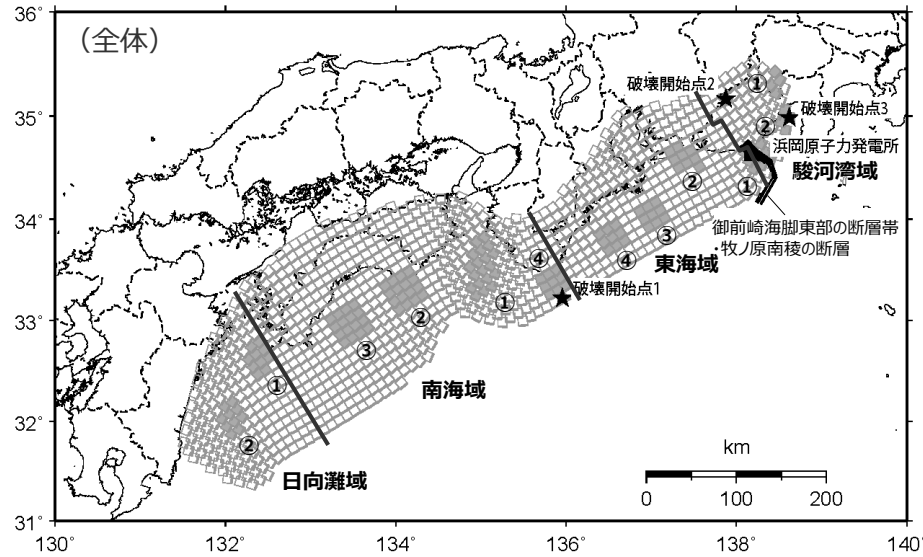 36°
(全体)
破壊開始点2
①
破壊開始点3
35°
②
浜岡原子力発電所
②
①
駿河湾域
34°
御前崎海脚東部の断層帯
・牧ノ原南稜の断層
③
④
④
東海域
破壊開始点1
①
②
33°
③
①
南海域
32°
②
km
日向灘域
0 100 200
31°
130° 132° 134° 136° 138° 140°